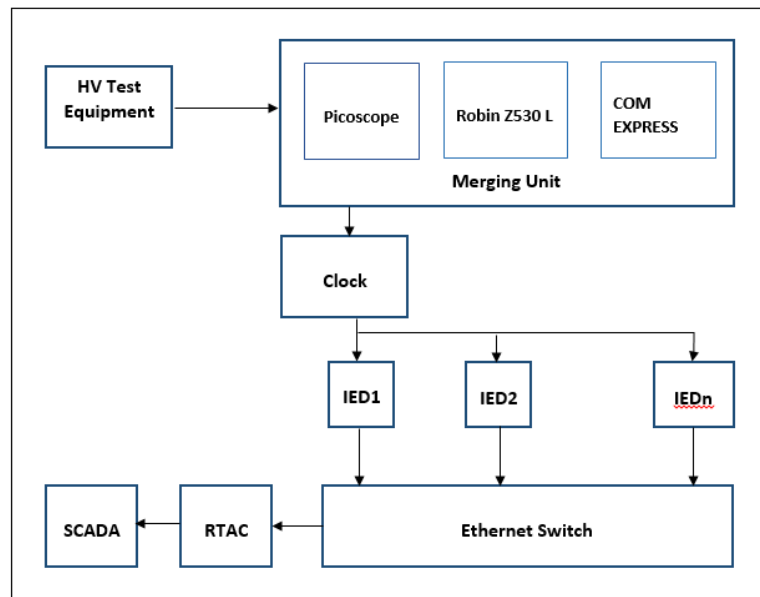 HV Test
Equipment
Picoscope
Robin Z530 L
COM
EXPRESS
Merging Unit
Clock
IED1
IED2
IEDn
SCADA
RTAC
Ethernet Switch